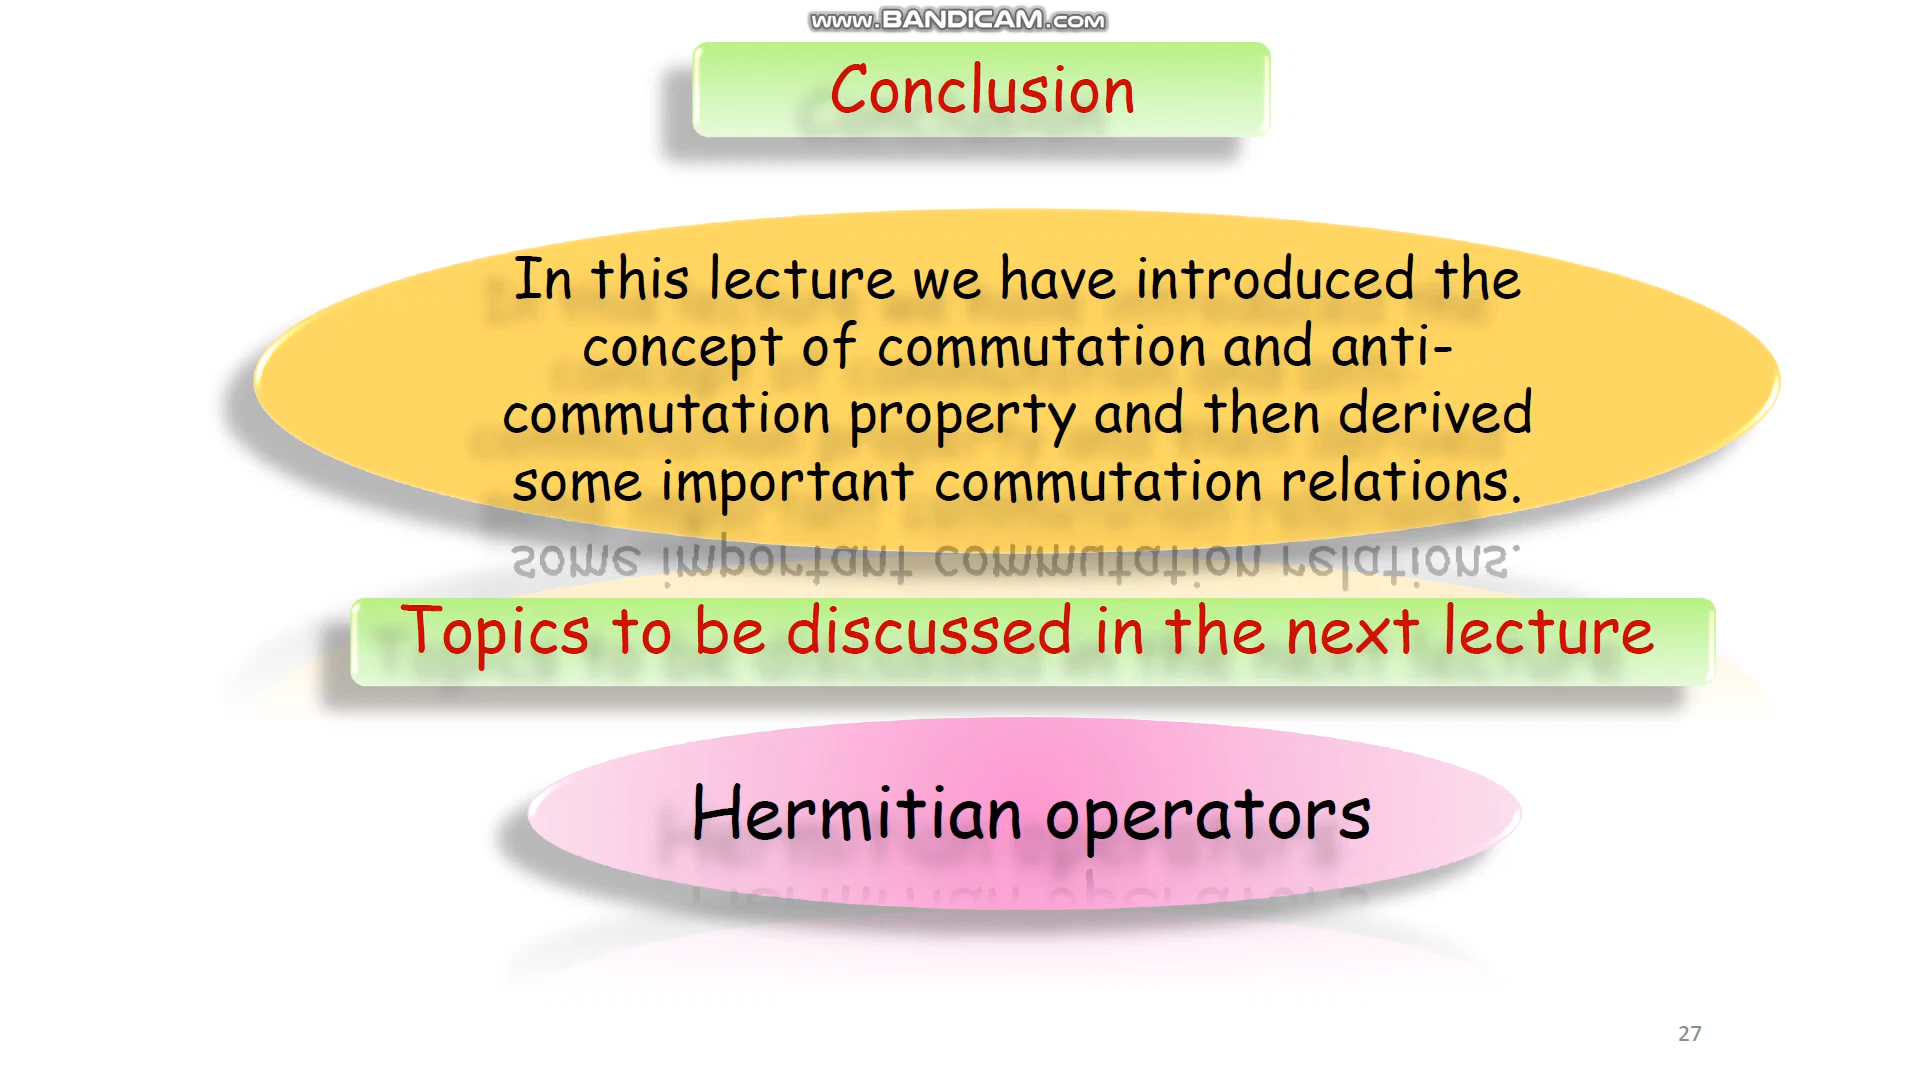 www.BANDICAM.com
Conclusion
In this lecture we have introduced the
concept of commutation and anti-
commutation property and then derived
some important commutation relations.
Topics to be discussed in the next lecture
Hermitian operators
27